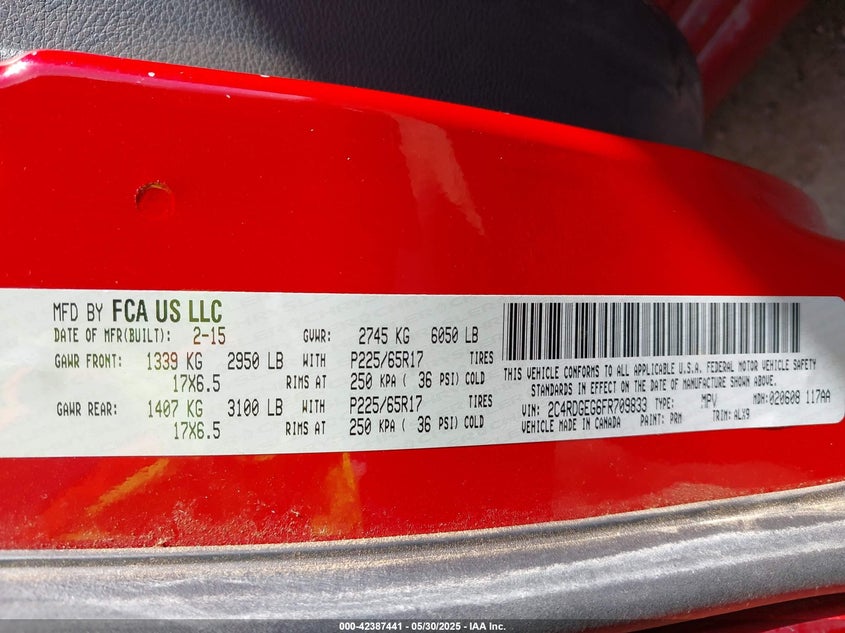 MFD BY FCA US LLC
DATE OF MFR(BUILT): 2-15 GVWR: 2745 KG 6050 LB
GAWR FRONT: 1339 KG 2950 LB WITH P225/65R17 TIRES
17X6.5 RIMS AT 250 KPA ( 36 PSI) COLD
GAWR REAR: 1407 KG 3100 LB WITH P225/65R17 TIRES
17X6.5 RIMS AT 250 KPA ( 36 PSI) COLD
THIS VEHICLE CONFORMS TO ALL APPLICABLE U.S.A. FEDERAL MOTOR VEHICLE SAFETY
STANDARDS IN EFFECT ON THE DATE OF MANUFACTURE SHOWN ABOVE.
VIN: 2C4RDGEG6FR709833 TYPE: MPV MDH:020608 117AA
VEHICLE MADE IN CANADA PAINT: PRM TRIM: ALX9
000-42387441 - 05/30/2025 - IAA Inc.